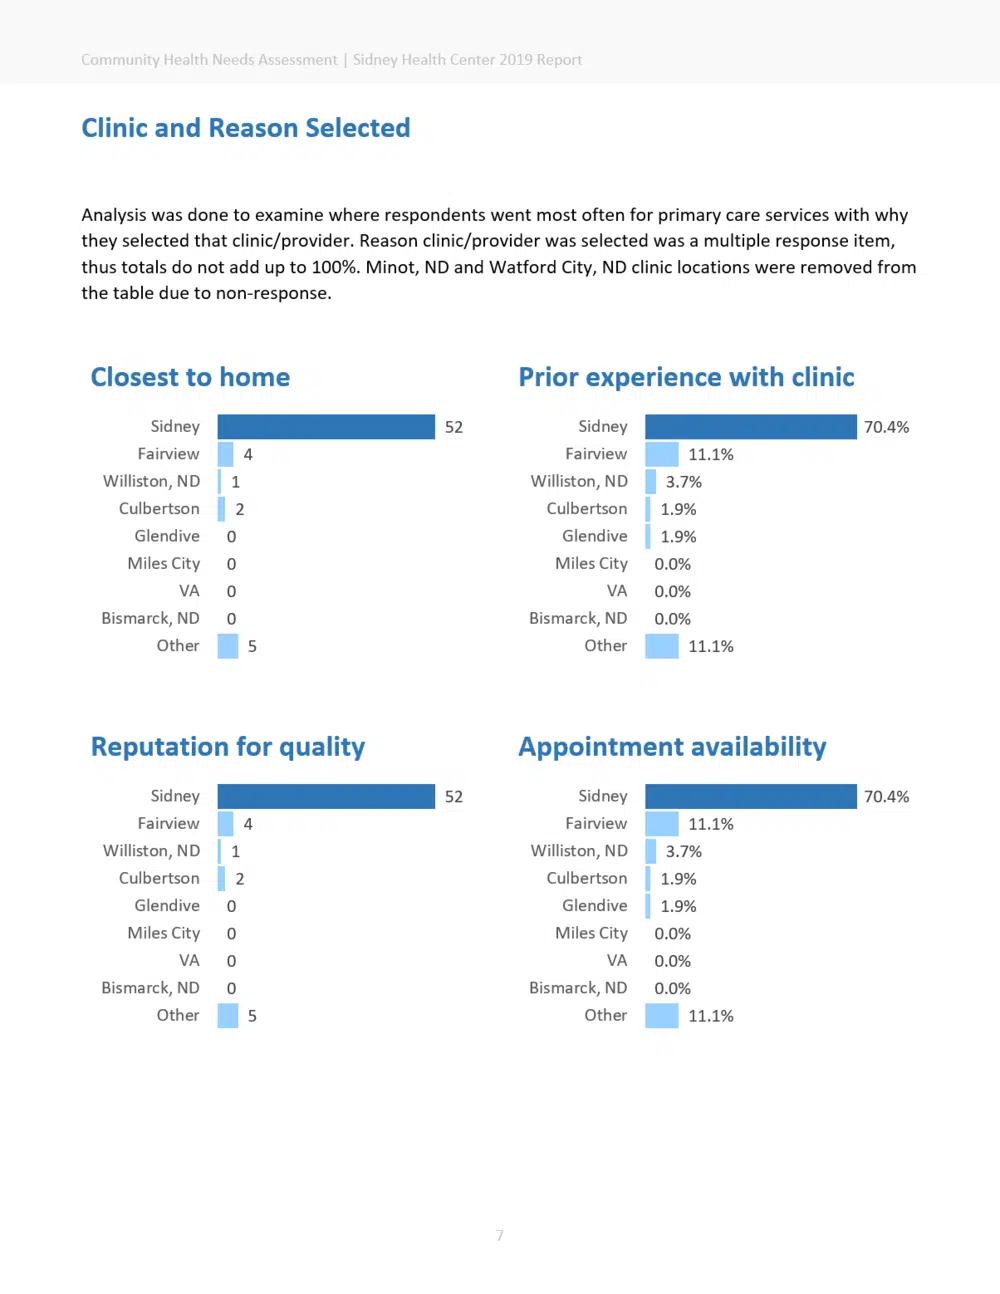 Community Health Needs Assessment | Sidney Health Center 2019 Report
Clinic and Reason Selected
Analysis was done to examine where respondents went most often for primary care services with why
they selected that clinic/provider. Reason clinic/provider was selected was a multiple response item,
thus totals do not add up to 100%. Minot, ND and Watford City, ND clinic locations were removed from
the table due to non-response.
Closest to home
Sidney 52
Fairview 4
Williston, ND 1
Culbertson 2
Glendive 0
Miles City 0
VA 0
Bismarck, ND 0
Other 5
Prior experience with clinic
Sidney 70.4%
Fairview 11.1%
Williston, ND 3.7%
Culbertson 1.9%
Glendive 1.9%
Miles City 0.0%
VA 0.0%
Bismarck, ND 0.0%
Other 11.1%
Reputation for quality
Sidney 52
Fairview 4
Williston, ND 1
Culbertson 2
Glendive 0
Miles City 0
VA 0
Bismarck, ND 0
Other 5
Appointment availability
Sidney 70.4%
Fairview 11.1%
Williston, ND 3.7%
Culbertson 1.9%
Glendive 1.9%
Miles City 0.0%
VA 0.0%
Bismarck, ND 0.0%
Other 11.1%
7